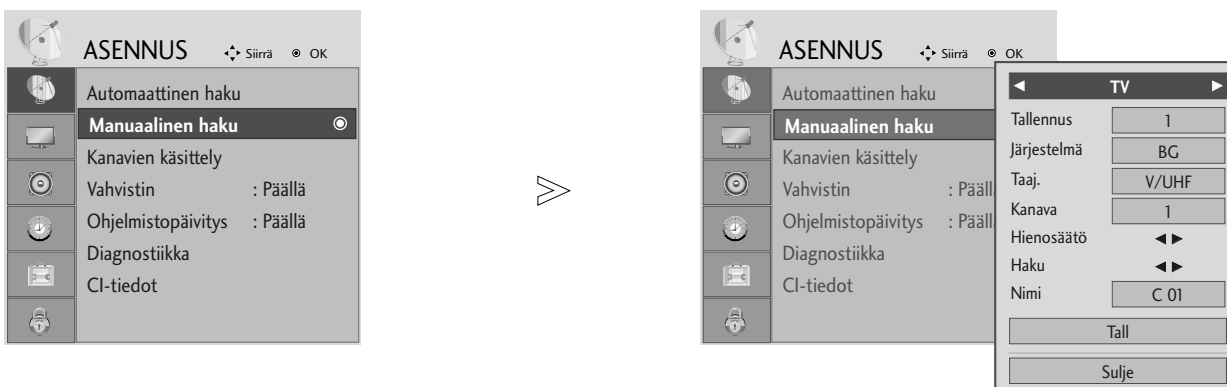 ASENNUS Siirrä OK
Automaattinen haku
Manuaalinen haku
Kanavien käsittely
Vahvistin : Päällä
Ohjelmistopäivitys : Päällä
Diagnostiikka
CI-tiedot
ASENNUS Siirrä OK
Automaattinen haku
Manuaalinen haku
Kanavien käsittely
Vahvistin : Pääll
Ohjelmistopäivitys : Pääll
Diagnostiikka
CI-tiedot
◀ TV ▶
Tallennus 1
Järjestelmä BG
Taaj. V/UHF
Kanava 1
Hienosäätö ◀ ▶
Haku ◀ ▶
Nimi C 01
Tall
Sulje